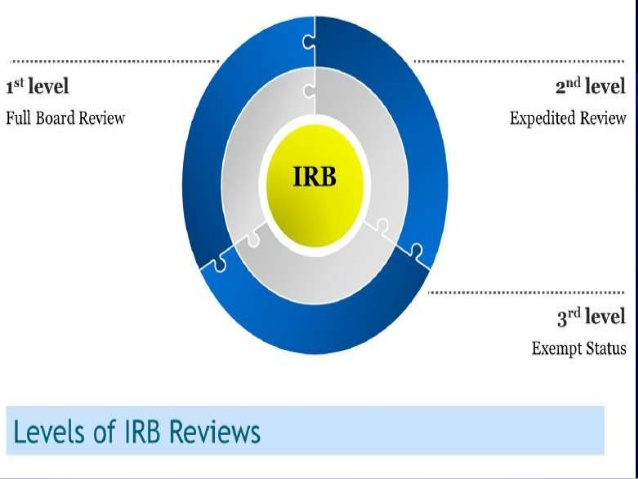 1st level
Full Board Review
2nd level
Expedited Review
IRB
3rd level
Exempt Status
Levels of IRB Reviews